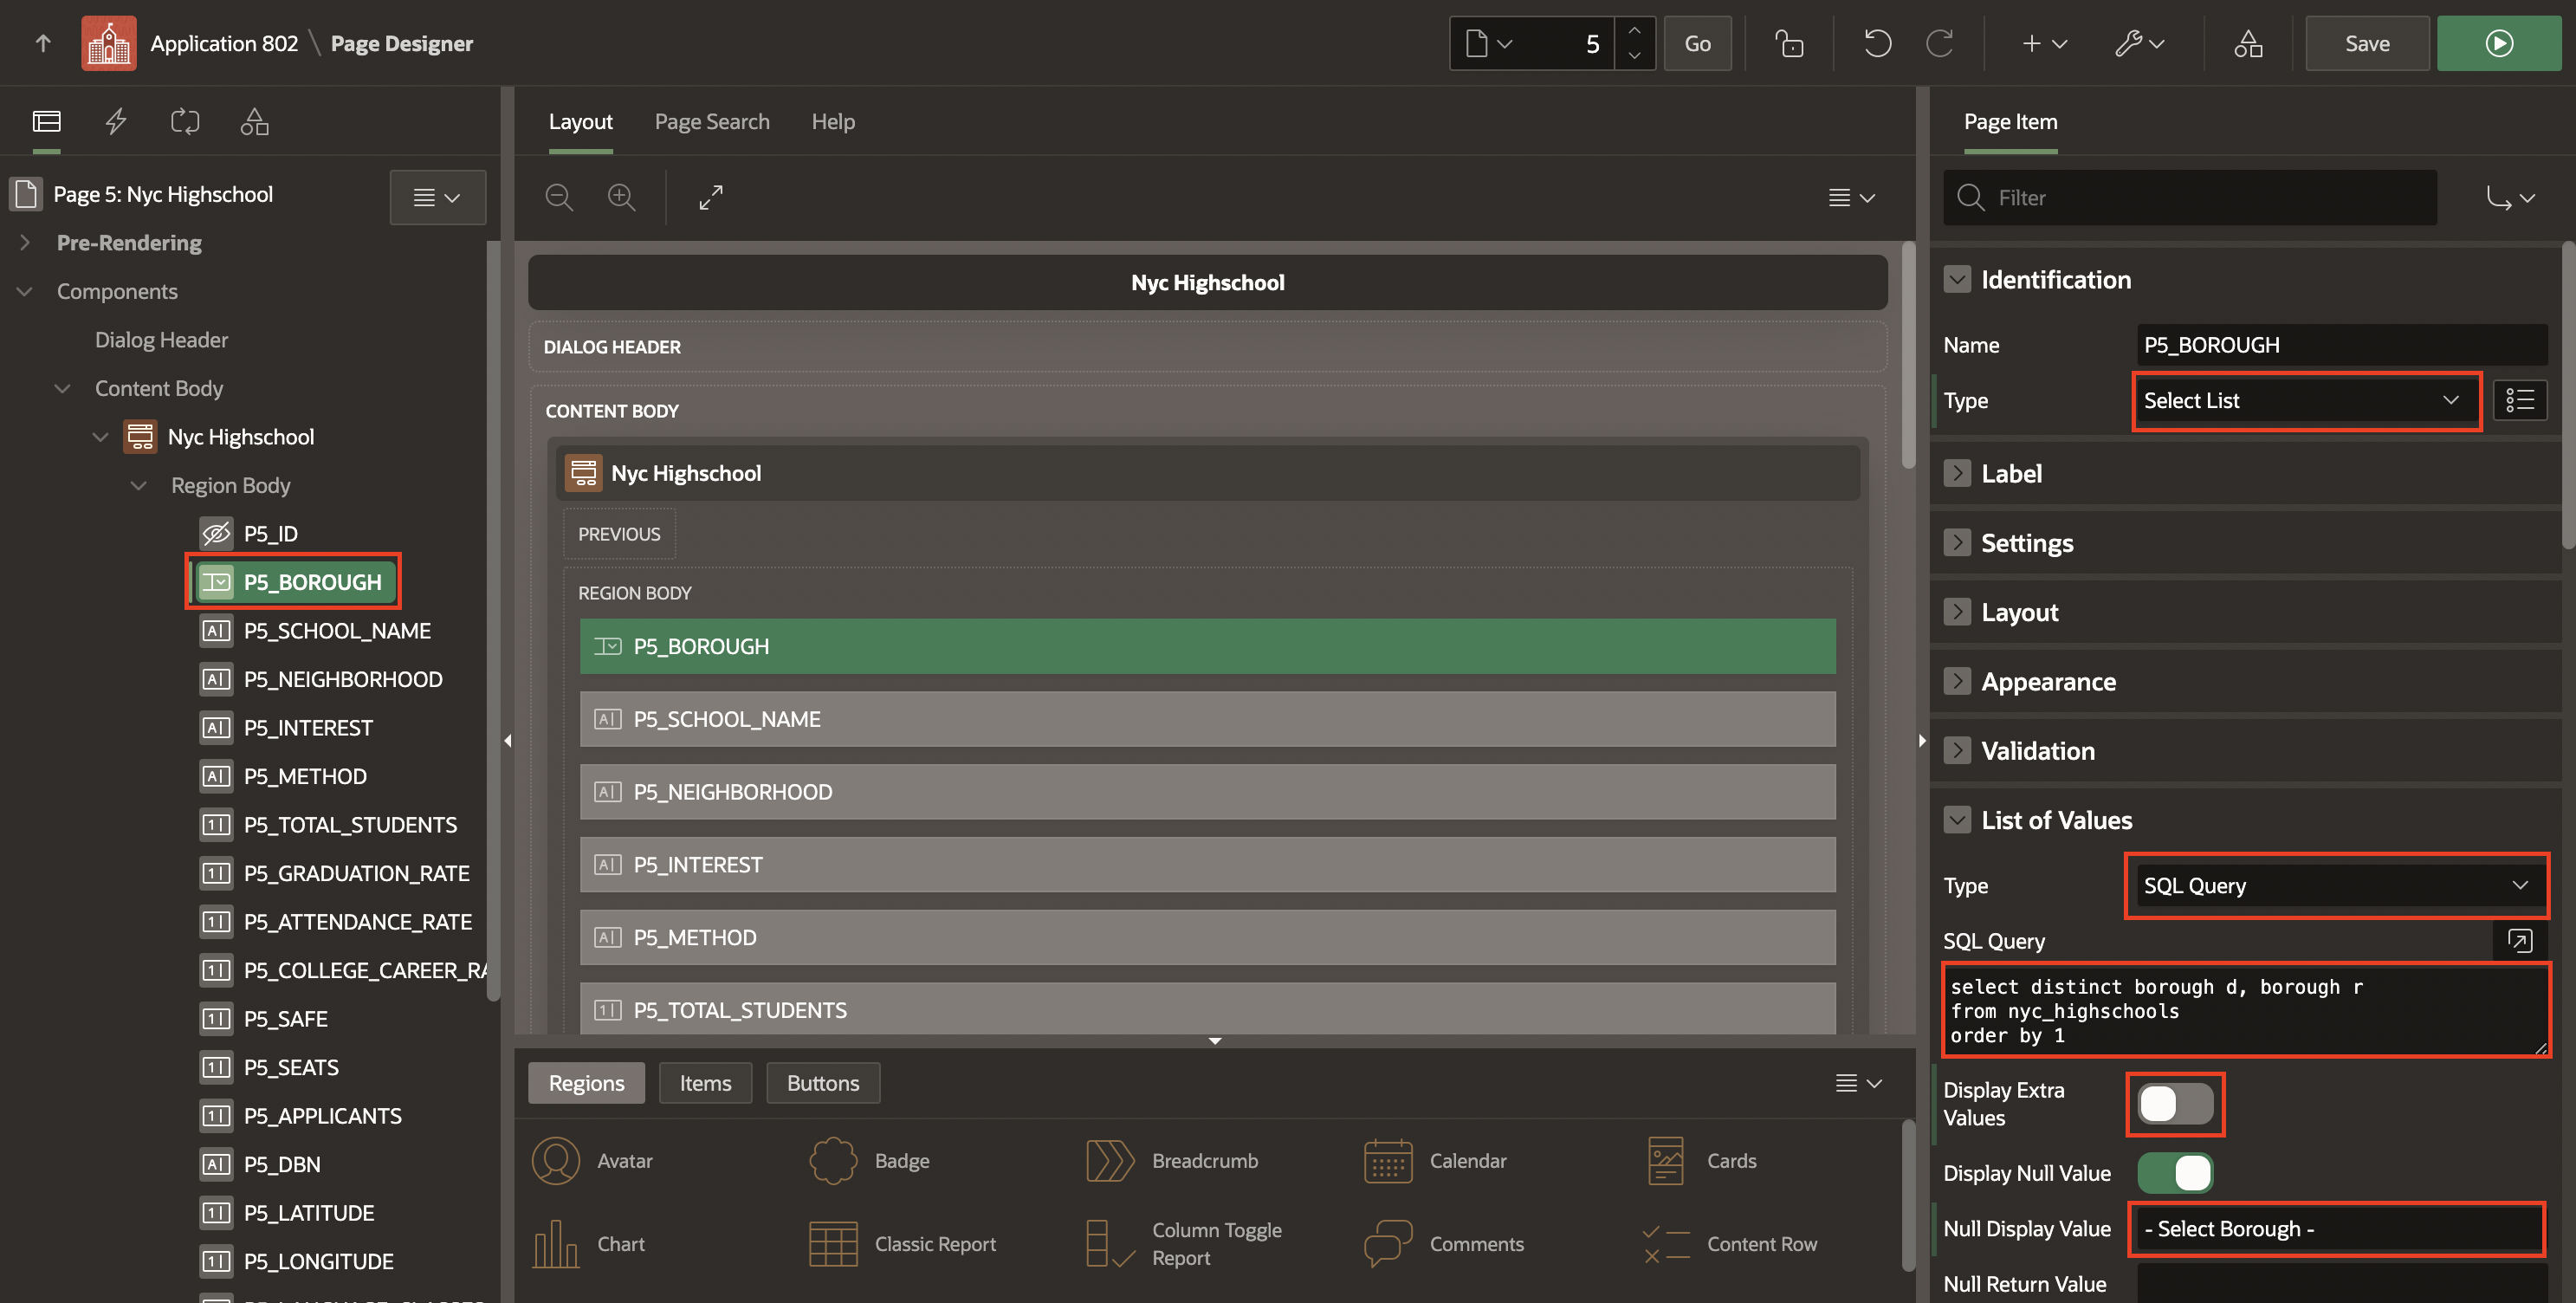 Application 802 \ Page Designer
5
Go
Save
Page 5: Nyc Highschool
Pre-Rendering
Components
Dialog Header
Content Body
Nyc Highschool
Region Body
P5_ID
P5_BOROUGH
P5_SCHOOL_NAME
P5_NEIGHBORHOOD
P5_INTEREST
P5_METHOD
P5_TOTAL_STUDENTS
P5_GRADUATION_RATE
P5_ATTENDANCE_RATE
P5_COLLEGE_CAREER_RA
P5_SAFE
P5_SEATS
P5_APPLICANTS
P5_DBN
P5_LATITUDE
P5_LONGITUDE
Layout
Page Search
Help
Nyc Highschool
DIALOG HEADER
CONTENT BODY
Nyc Highschool
PREVIOUS
REGION BODY
P5_BOROUGH
P5_SCHOOL_NAME
P5_NEIGHBORHOOD
P5_INTEREST
P5_METHOD
P5_TOTAL_STUDENTS
Regions
Items
Buttons
Avatar
Badge
Breadcrumb
Calendar
Cards
Chart
Classic Report
Column Toggle
Report
Comments
Content Row
Page Item
Filter
Identification
Name
P5_BOROUGH
Type
Select List
Label
Settings
Layout
Appearance
Validation
List of Values
Type
SQL Query
SQL Query
select distinct borough d, borough r
from nyc_highschools
order by 1
Display Extra
Values
Display Null Value
Null Display Value
- Select Borough -
Null Return Value